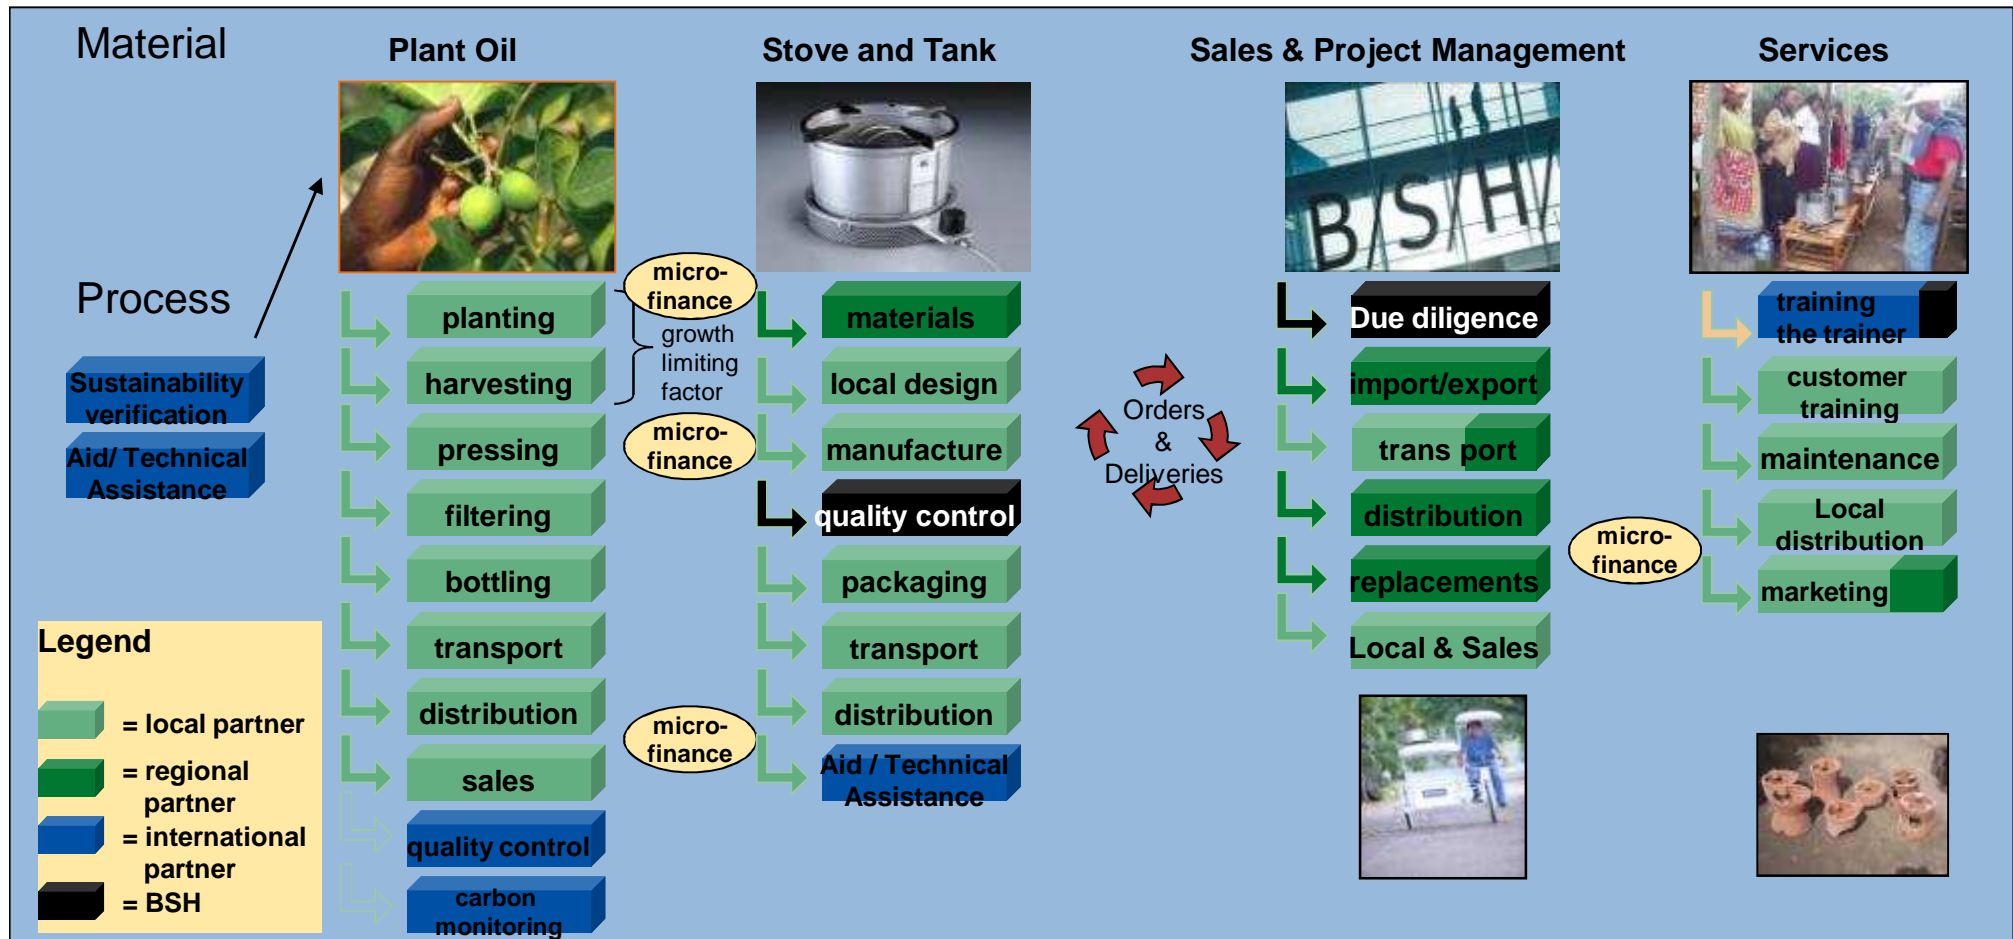 Material
Plant Oil
Stove and Tank
Sales & Project Management
Services
B/S/H/
Process
Sustainability
verification
Aid/ Technical
Assistance
planting
harvesting
pressing
filtering
bottling
transport
distribution
sales
quality control
carbon
monitoring
micro-
finance
growth
limiting
factor
micro-
finance
micro-
finance
materials
local design
manufacture
quality control
packaging
transport
distribution
Aid / Technical
Assistance
Orders
&
Deliveries
Due diligence
import/export
trans port
distribution
replacements
Local & Sales
micro-
finance
training
the trainer
customer
training
maintenance
Local
distribution
marketing
Legend
= local partner
= regional
partner
= international
partner
= BSH